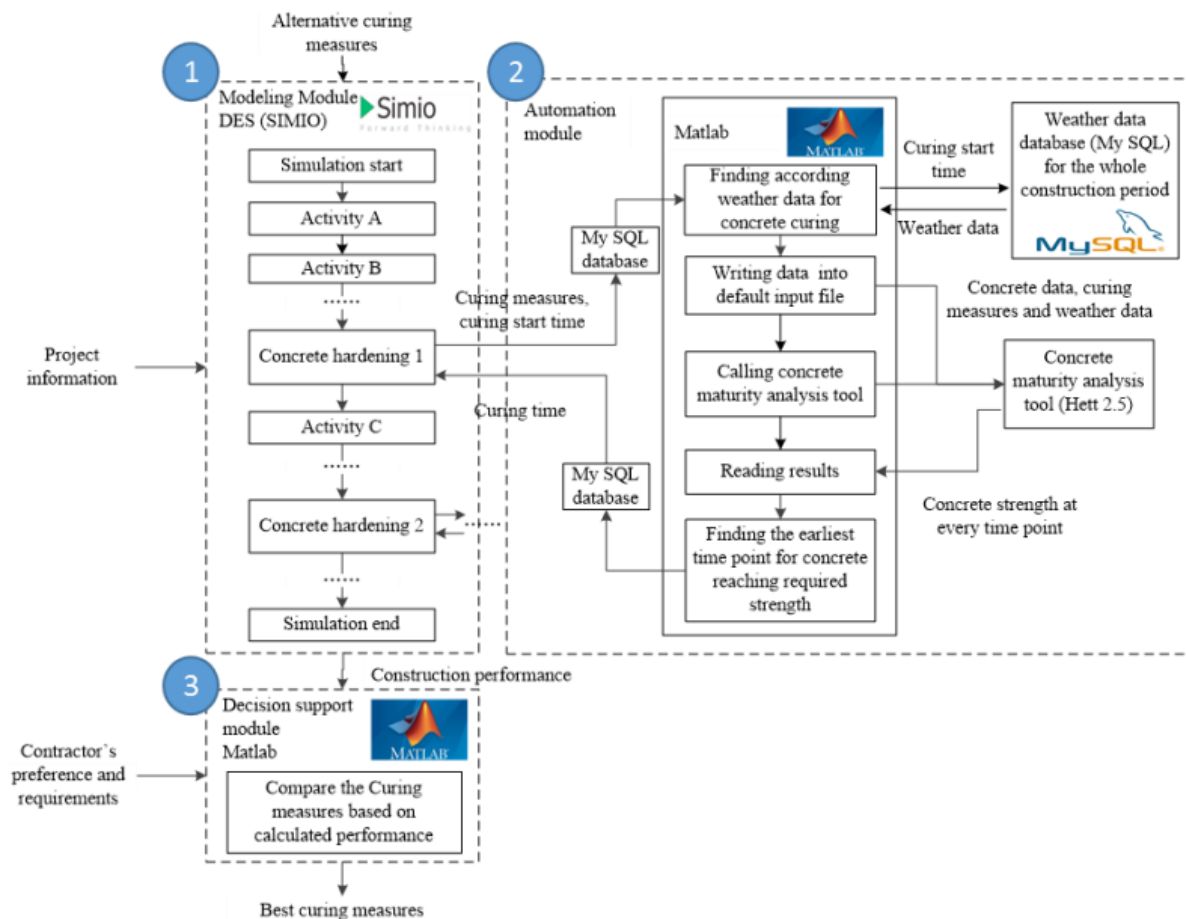 Alternative curing
measures
1
Modeling Module
DES (SIMIO)
Simio
Forward Thinking
Simulation start
Activity A
Activity B
......
Concrete hardening 1
Activity C
......
Concrete hardening 2
......
Simulation end
Project
information
Curing measures,
curing start time
Curing time
......
My SQL
database
My SQL
database
2
Automation
module
Matlab
MATLAB
Finding according
weather data for
concrete curing
Writing data into
default input file
Calling concrete
maturity analysis tool
Reading results
Finding the earliest
time point for concrete
reaching required
strength
Curing start
time
Weather data
Weather data
database (My SQL)
for the whole
construction period
MySQL®
Concrete data, curing
measures and weather data
Concrete
maturity analysis
tool (Hett 2.5)
Concrete strength at
every time point
3
Construction performance
Decision support
module
Matlab
MATLAB
Contractor`s
preference and
requirements
Compare the Curing
measures based on
calculated performance
Best curing measures